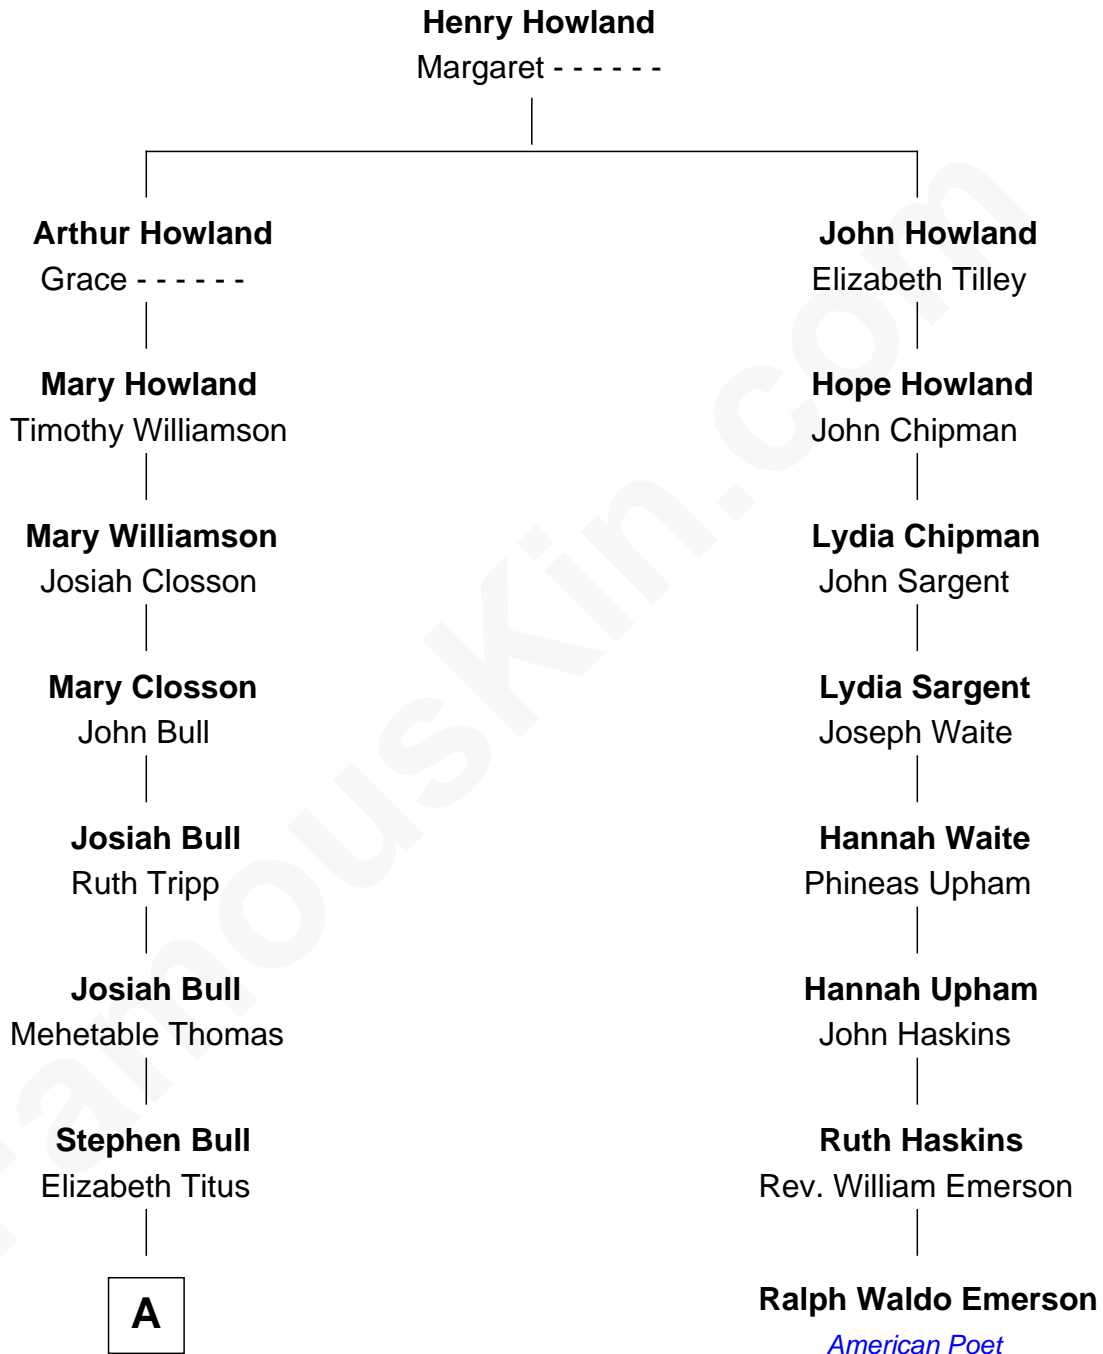 Henry Howland
Margaret - - - - - -
Arthur Howland
Grace - - - - - -
John Howland
Elizabeth Tilley
Mary Howland
Timothy Williamson
Hope Howland
John Chipman
Mary Williamson
Josiah Closson
Lydia Chipman
John Sargent
Mary Closson
John Bull
Lydia Sargent
Joseph Waite
Josiah Bull
Ruth Tripp
Hannah Waite
Phineas Upham
Josiah Bull
Mehetable Thomas
Hannah Upham
John Haskins
Stephen Bull
Elizabeth Titus
Ruth Haskins
Rev. William Emerson
A
Ralph Waldo Emerson
American Poet
FamousKin.com